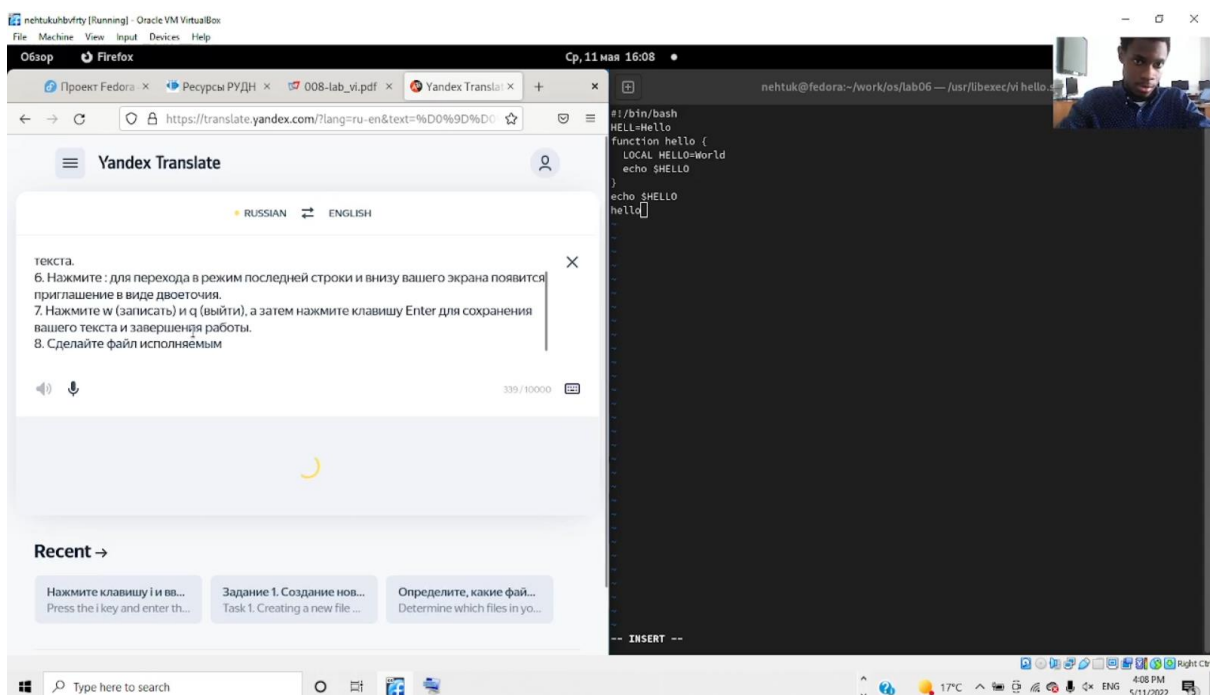 nehtukuhbvfrty [Running] - Oracle VM VirtualBox
File Machine View Input Devices Help
Обзор Firefox Ср, 11 мая 16:08
Проект Fedora Ресурсы РУДН 008-lab_vi.pdf Yandex Translat
nehtuk@fedora:~/work/os/lab06 — /usr/libexec/vi hello.s
https://translate.yandex.com/?lang=ru-en&text=%D0%9D%D0
Yandex Translate
RUSSIAN ENGLISH
текста.
6. Нажмите : для перехода в режим последней строки и внизу вашего экрана появится
приглашение в виде двоеточия.
7. Нажмите w (записать) и q (выйти), а затем нажмите клавишу Enter для сохранения
вашего текста и завершения работы.
8. Сделайте файл исполняемым
339/10000
Recent →
Нажмите клавишу i и вв...
Press the i key and enter th...
Задание 1. Создание нов...
Task 1. Creating a new file ...
Определите, какие фай...
Determine which files in yo...
#!/bin/bash
HELL=Hello
function hello {
LOCAL HELLO=World
echo $HELLO
}
echo $HELLO
hello
-- INSERT --
Right Ct
Type here to search
17°C ENG 4:08 PM
5/11/2022